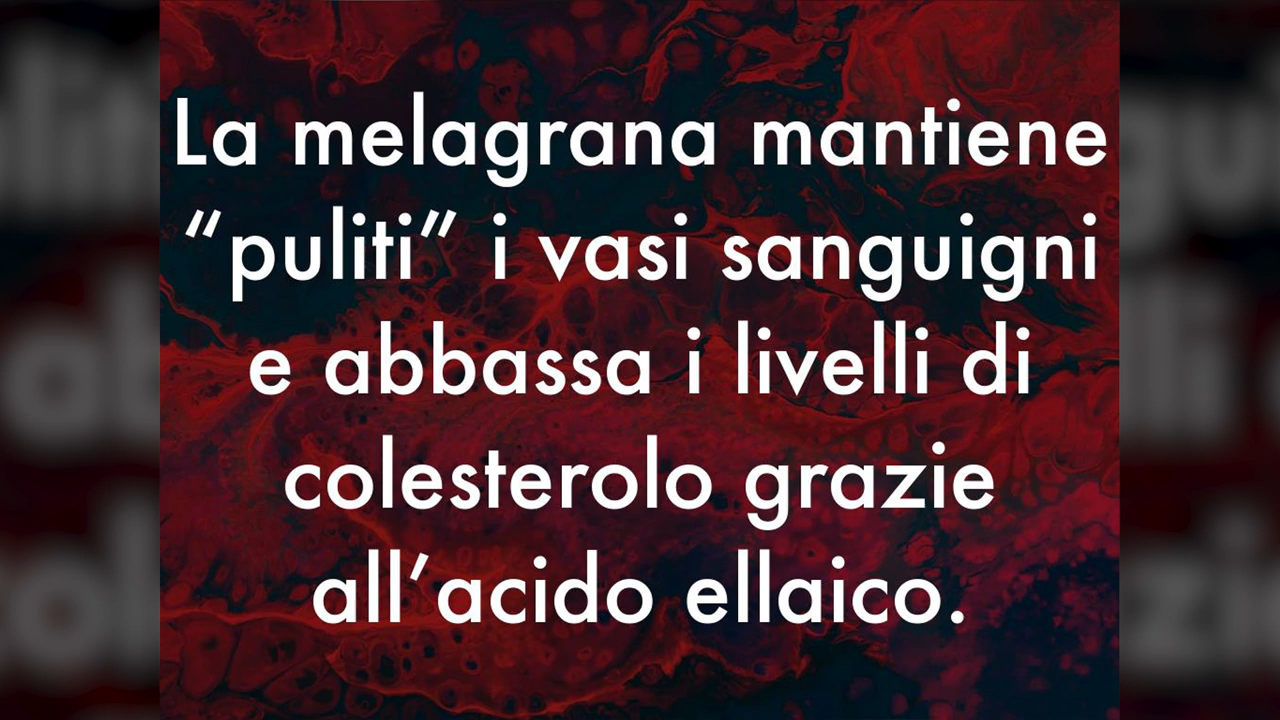 La melagrana mantiene
“puliti” i vasi sanguigni
e abbassa i livelli di
colesterolo grazie
all’acido ellaico.